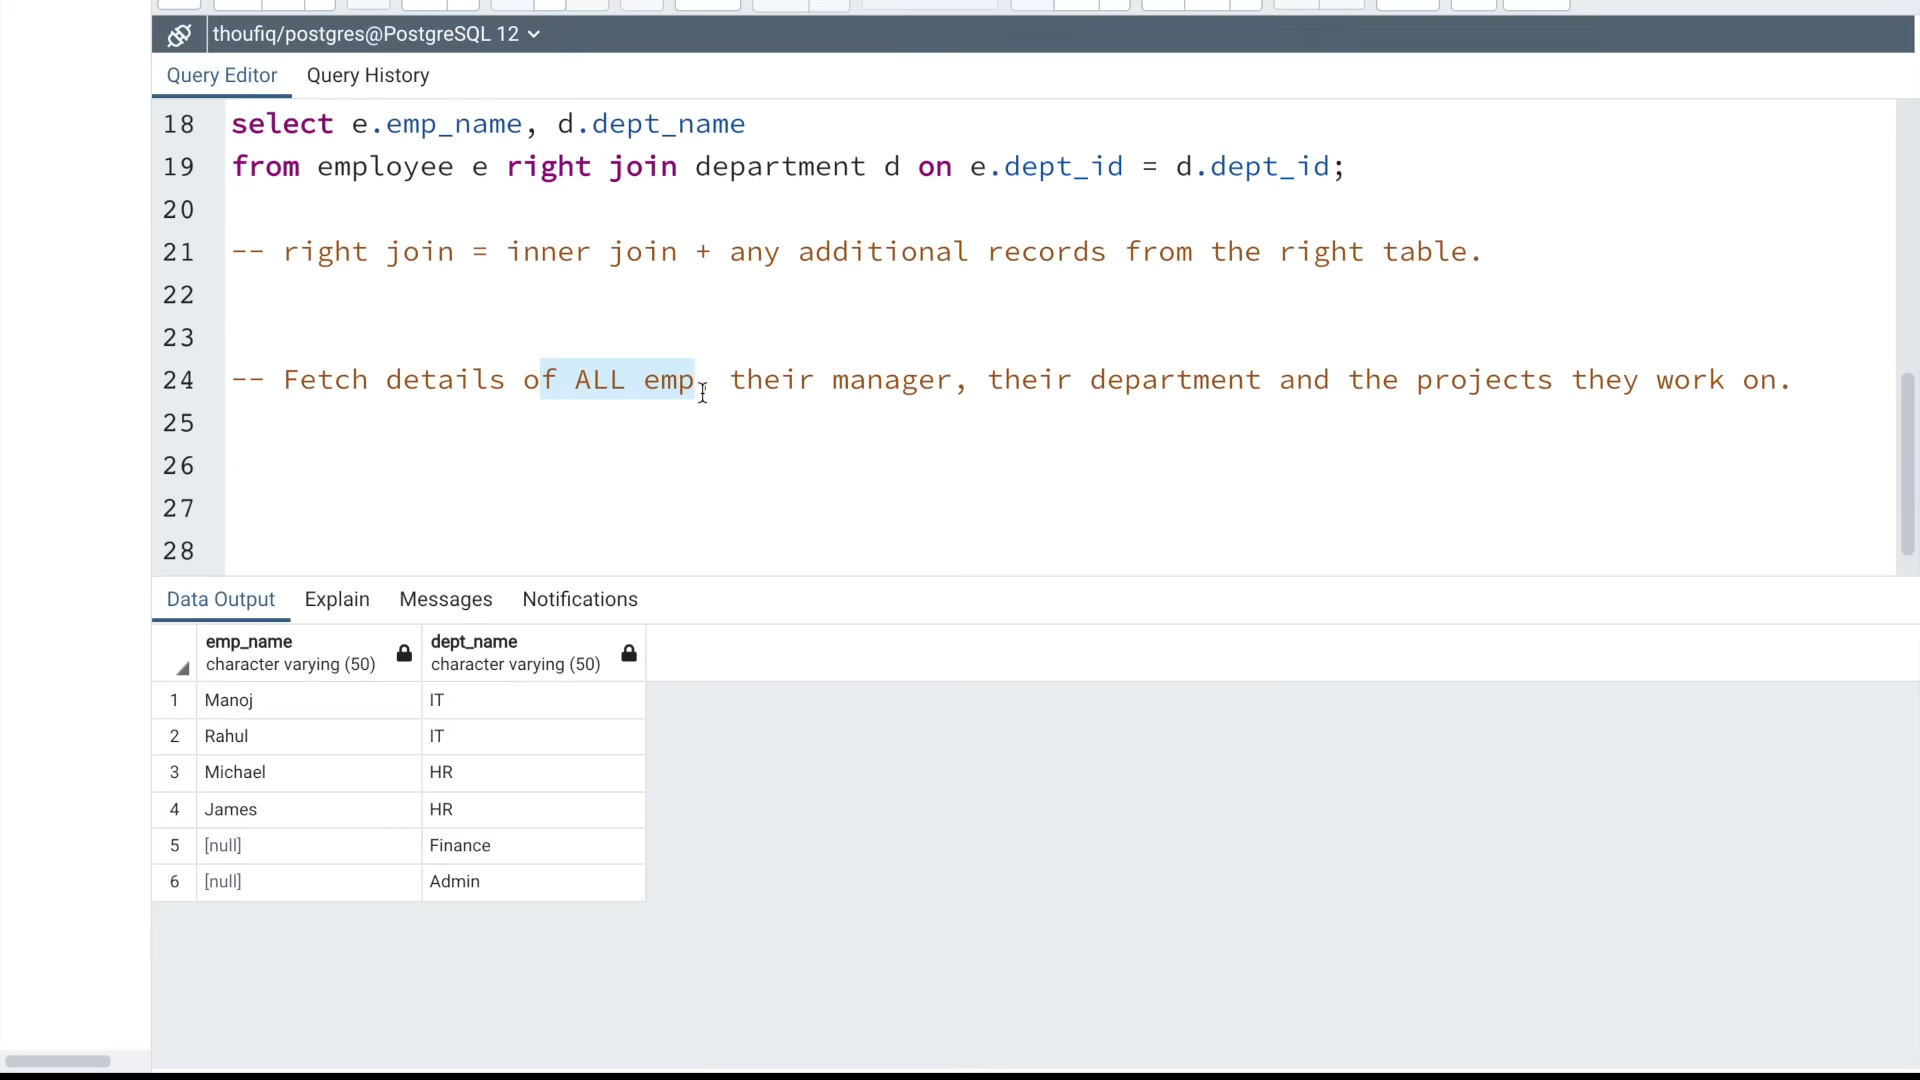 thoufiq/postgres@PostgreSQL 12
Query Editor Query History
18 select e.emp_name, d.dept_name
19 from employee e right join department d on e.dept_id = d.dept_id;
20
21 -- right join = inner join + any additional records from the right table.
22
23
24 -- Fetch details of ALL emp, their manager, their department and the projects they work on.
25
26
27
28
Data Output Explain Messages Notifications
emp_name dept_name
character varying (50) character varying (50)
1 Manoj IT
2 Rahul IT
3 Michael HR
4 James HR
5 [null] Finance
6 [null] Admin